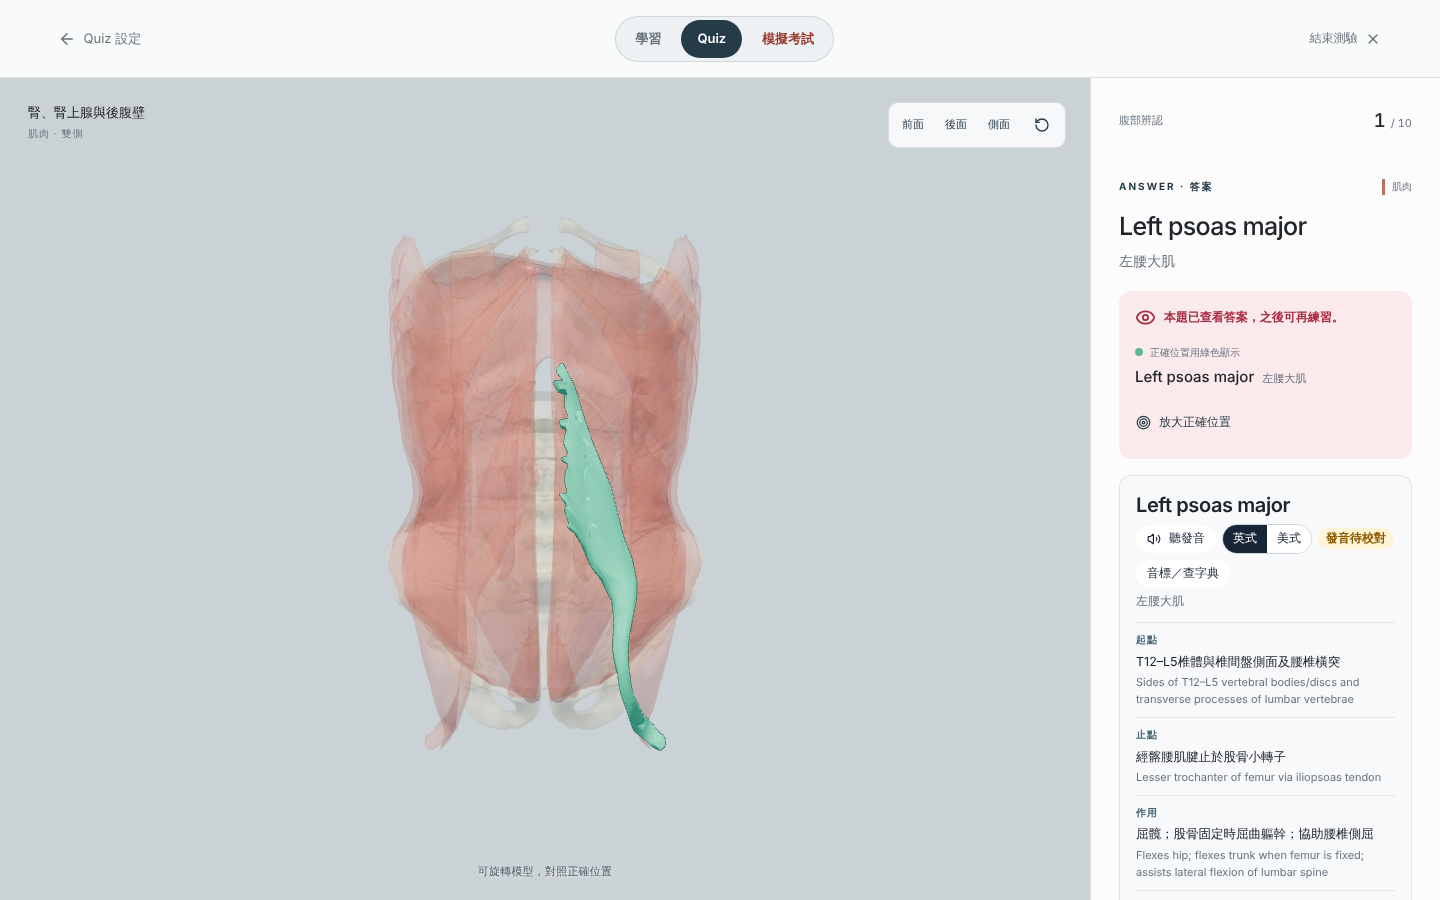 Quiz 設定
學習
Quiz
模擬考試
結束測驗
腎、腎上腺與後腹壁
肌肉 · 雙側
前面
後面
側面
可旋轉模型，對照正確位置
腹部辨認
1 / 10
ANSWER · 答案
肌肉
Left psoas major
左腰大肌
本題已查看答案，之後可再練習。
正確位置用綠色顯示
Left psoas major 左腰大肌
放大正確位置
Left psoas major
聽發音
英式
美式
發音待校對
音標／查字典
左腰大肌
起點
T12–L5椎體與椎間盤側面及腰椎橫突
Sides of T12–L5 vertebral bodies/discs and
transverse processes of lumbar vertebrae
止點
經髂腰肌腱止於股骨小轉子
Lesser trochanter of femur via iliopsoas tendon
作用
屈髖；股骨固定時屈曲軀幹；協助腰椎側屈
Flexes hip; flexes trunk when femur is fixed;
assists lateral flexion of lumbar spine